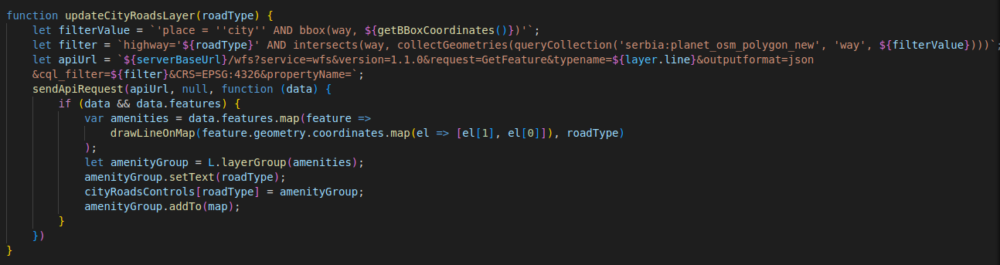 function updateCityRoadsLayer(roadType) {
    let filterValue = `'place = ''city'' AND bbox(way, ${getBBoxCoordinates()})'`;
    let filter = `highway='${roadType}' AND intersects(way, collectGeometries(queryCollection('serbia:planet_osm_polygon_new', 'way', ${filterValue})))`;
    let apiUrl = `${serverBaseUrl}/wfs?service=wfs&version=1.1.0&request=GetFeature&typename=${layer.line}&outputformat=json
    &cql_filter=${filter}&CRS=EPSG:4326&propertyName=`;
    sendApiRequest(apiUrl, null, function (data) {
        if (data && data.features) {
            var amenities = data.features.map(feature =>
                drawLineOnMap(feature.geometry.coordinates.map(el => [el[1], el[0]]), roadType)
            );
            let amenityGroup = L.layerGroup(amenities);
            amenityGroup.setText(roadType);
            cityRoadsControls[roadType] = amenityGroup;
            amenityGroup.addTo(map);
        }
    })
}